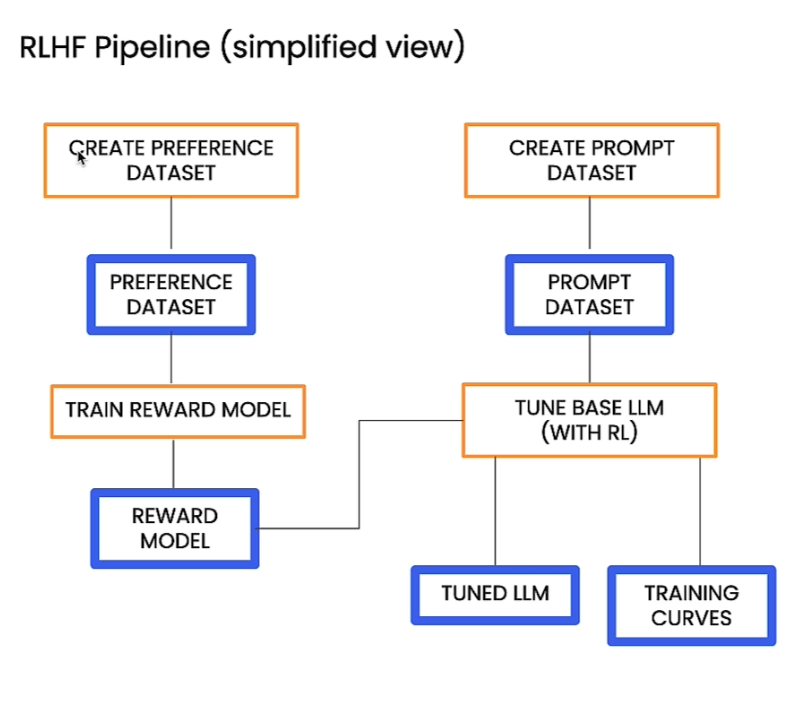 RLHF Pipeline (simplified view)
CREATE PREFERENCE
DATASET
CREATE PROMPT
DATASET
PREFERENCE
DATASET
PROMPT
DATASET
TRAIN REWARD MODEL
TUNE BASE LLM
(WITH RL)
REWARD
MODEL
TUNED LLM
TRAINING
CURVES